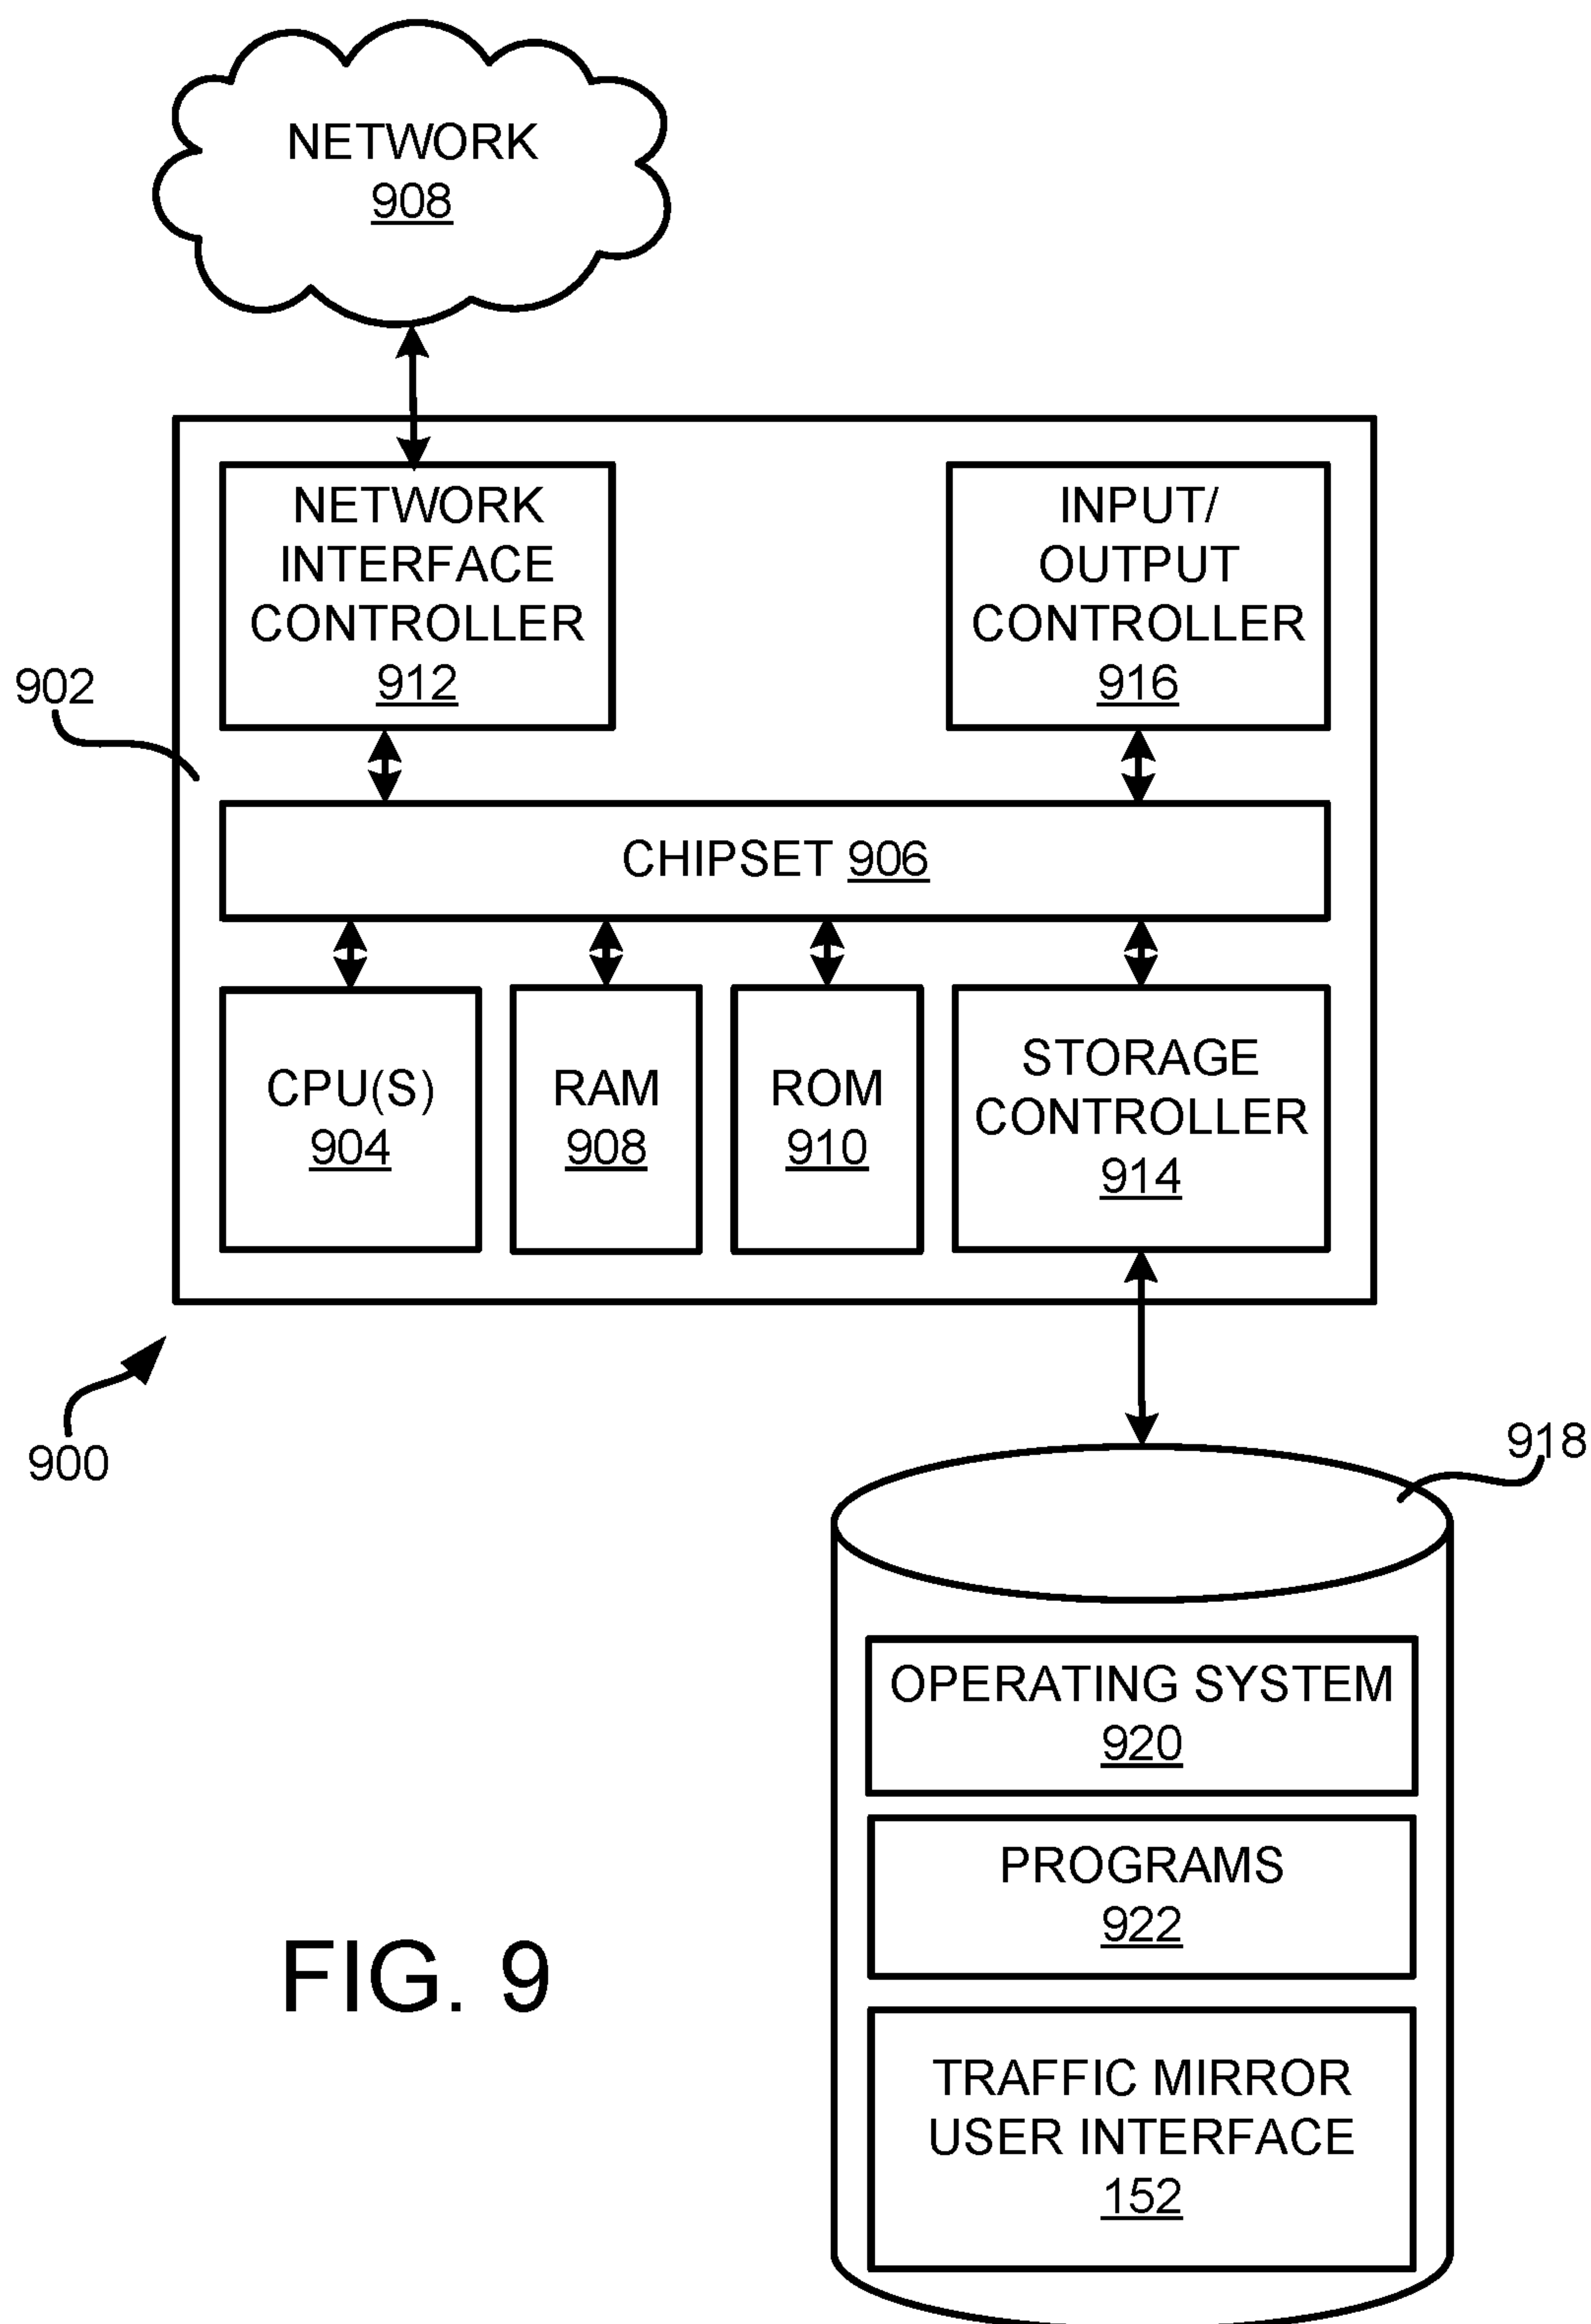 NETWORK
908
NETWORK
INTERFACE
CONTROLLER
912
INPUT/
OUTPUT
CONTROLLER
916
902
CHIPSET 906
CPU(S)
904
RAM
908
ROM
910
STORAGE
CONTROLLER
914
900
918
OPERATING SYSTEM
920
PROGRAMS
922
TRAFFIC MIRROR
USER INTERFACE
152
FIG. 9